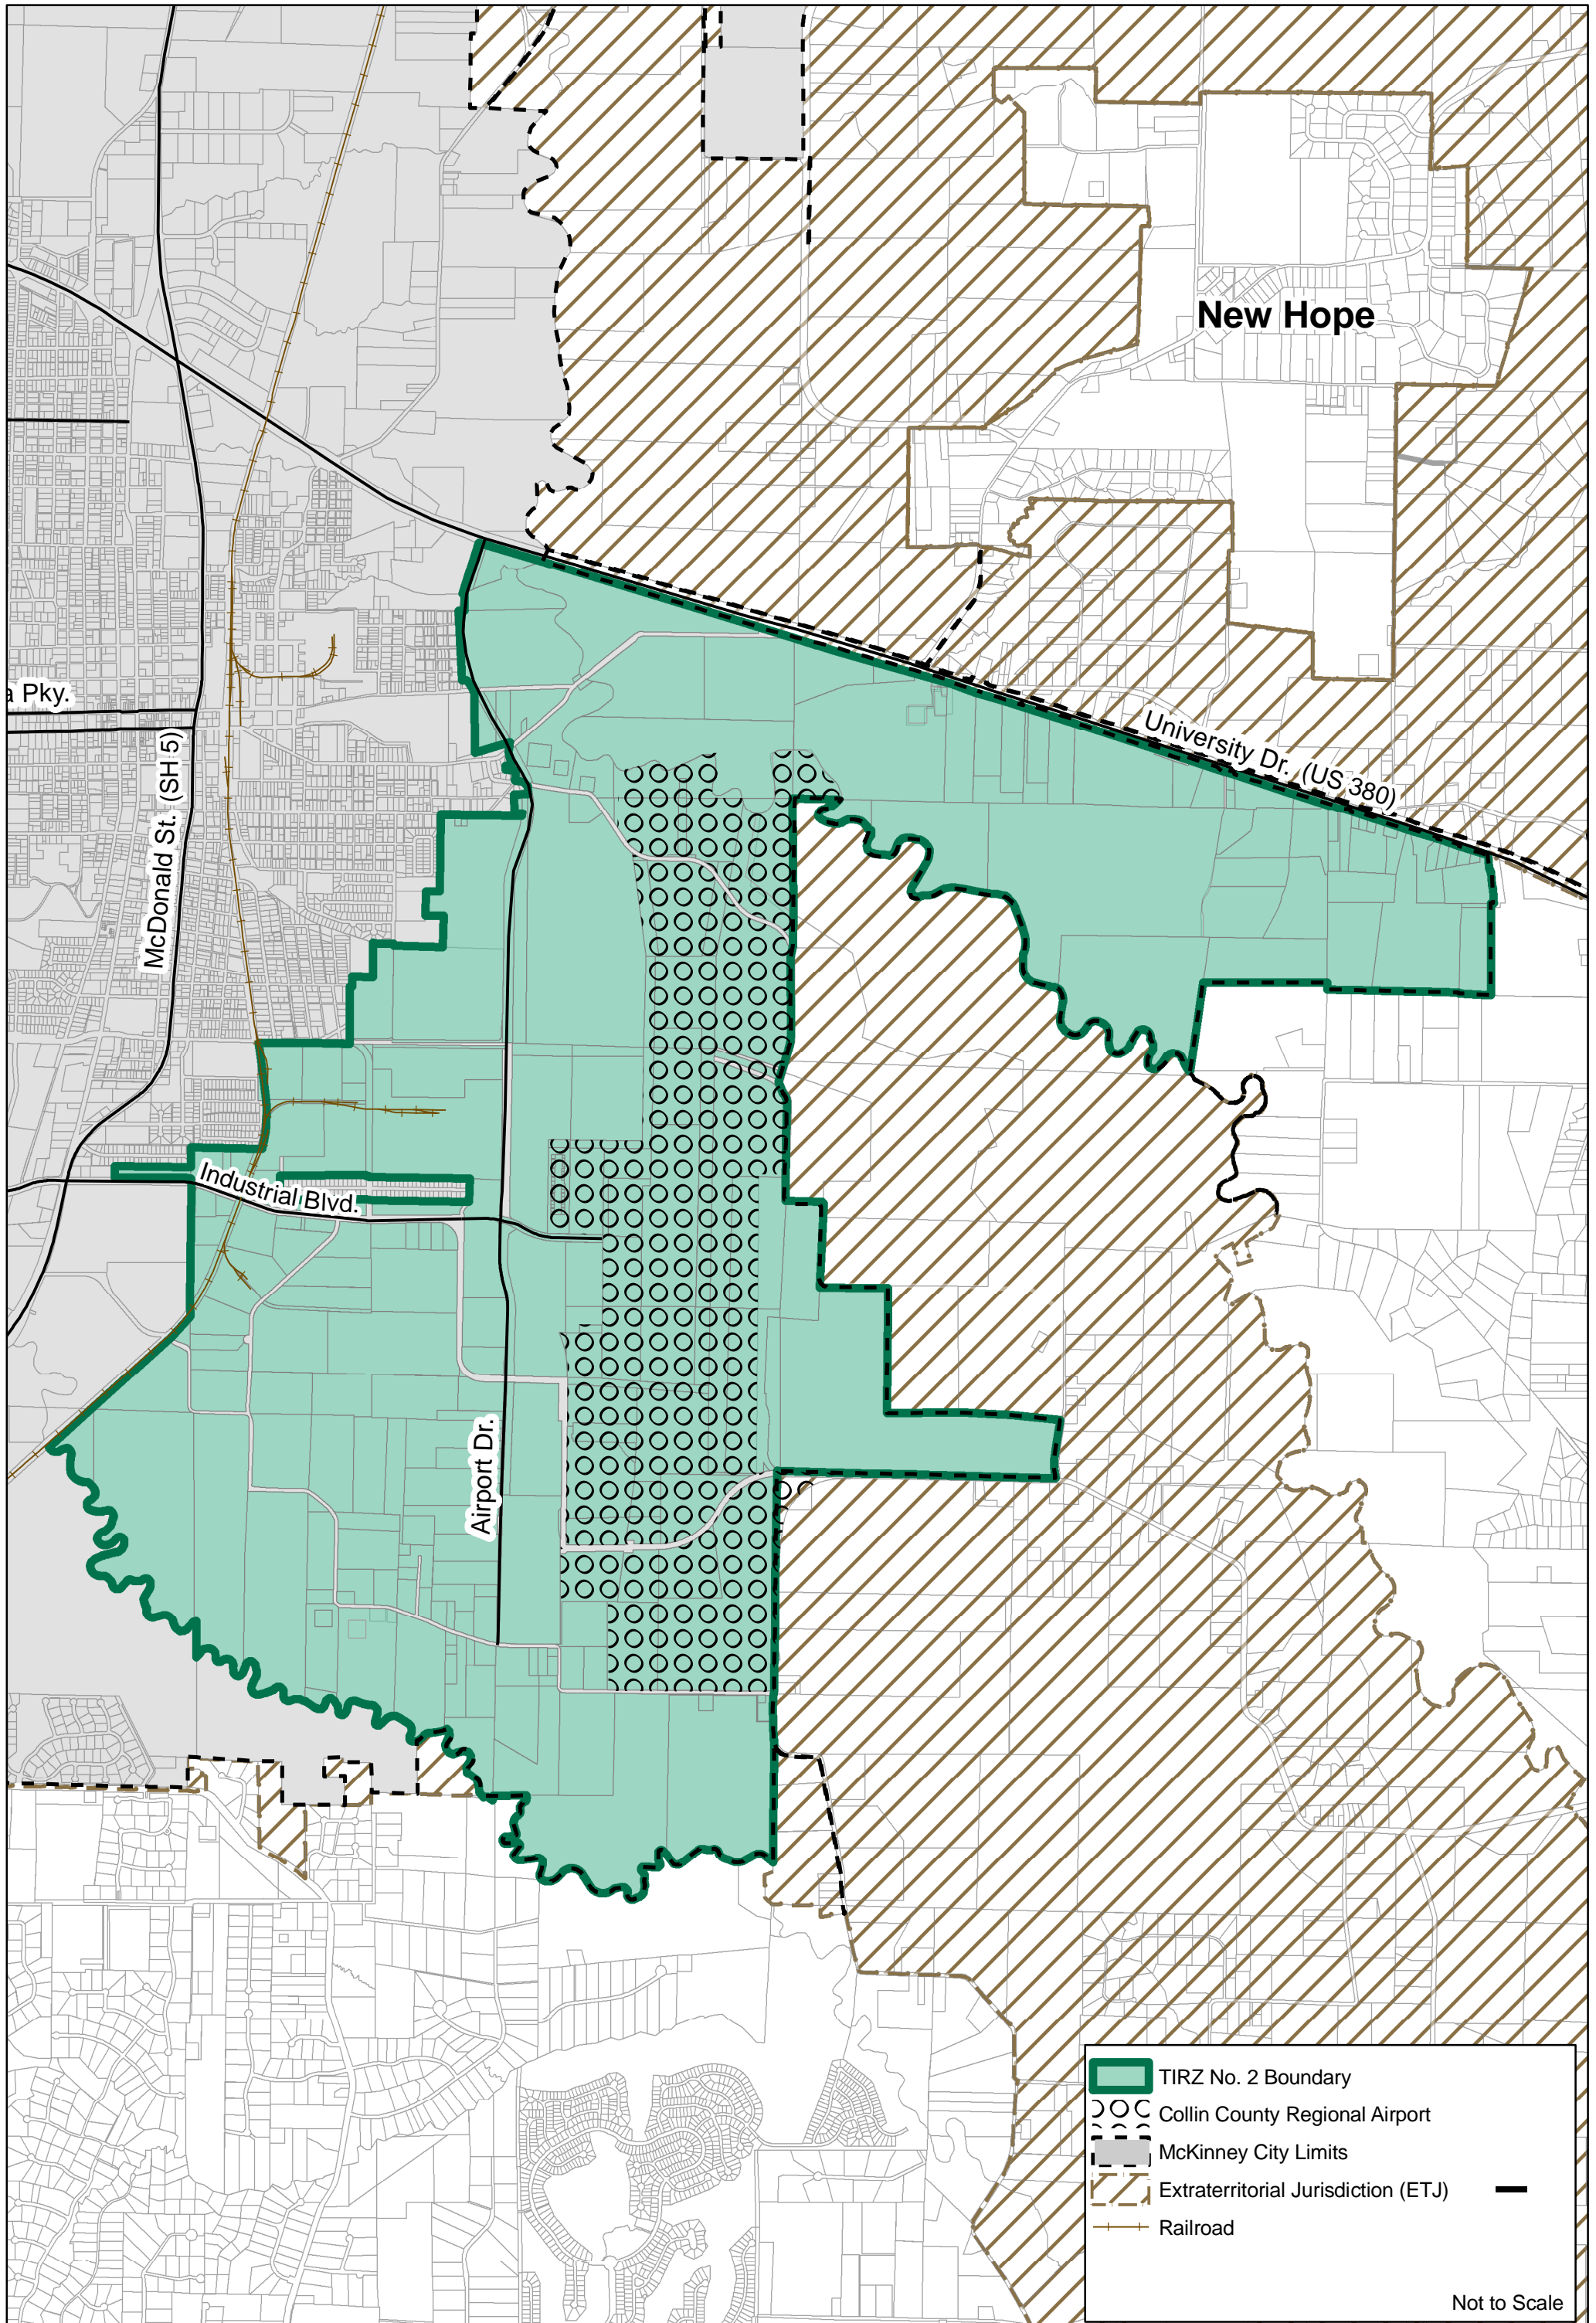 New Hope
a Pky.
University Dr. (US 380)
McDonald St. (SH 5)
Industrial Blvd.
Airport Dr.
TIRZ No. 2 Boundary
Collin County Regional Airport
McKinney City Limits
Extraterritorial Jurisdiction (ETJ)
Railroad
Not to Scale